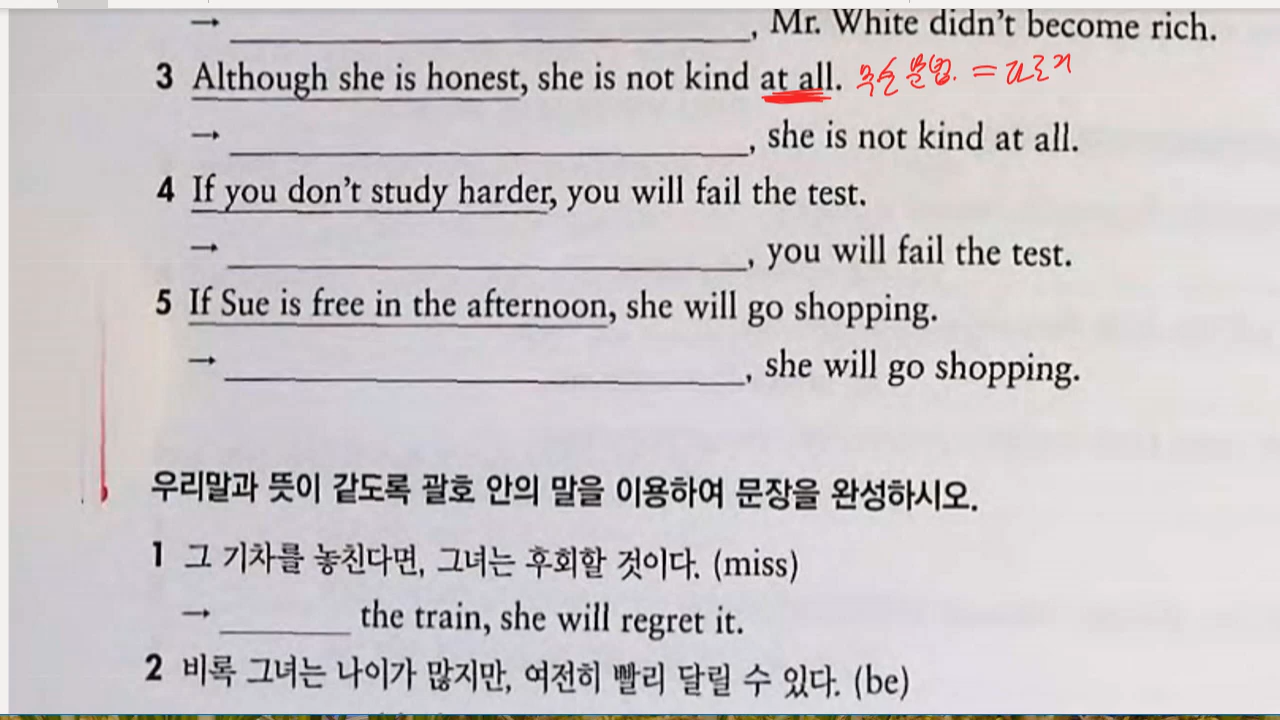 → ____________, Mr. White didn't become rich.
3 Although she is honest, she is not kind at all.
→ ____________, she is not kind at all.
4 If you don't study harder, you will fail the test.
→ ____________, you will fail the test.
5 If Sue is free in the afternoon, she will go shopping.
→ ____________, she will go shopping.
우리말과 뜻이 같도록 괄호 안의 말을 이용하여 문장을 완성하시오.
1 그 기차를 놓친다면, 그녀는 후회할 것이다. (miss)
→ ______ the train, she will regret it.
2 비록 그녀는 나이가 많지만, 여전히 빨리 달릴 수 있다. (be)